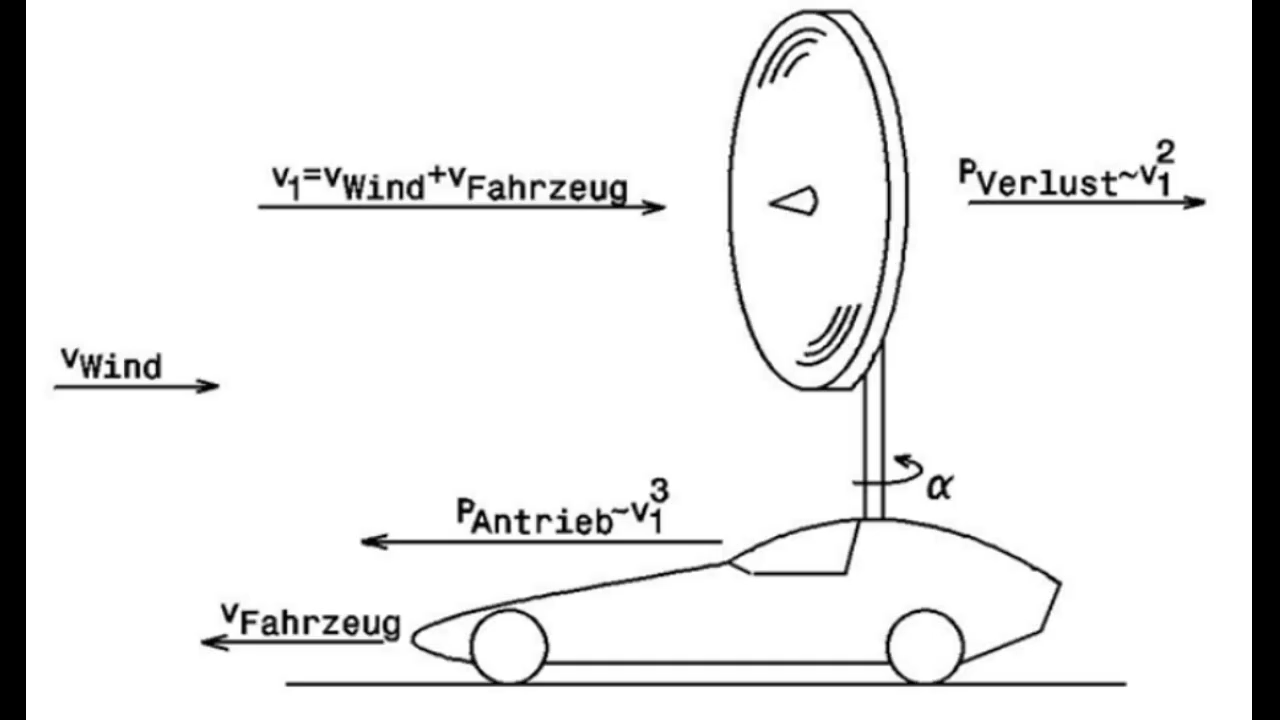 v₁=vWind+vFahrzeug
PVerlust~v₁²
vWind
α
PAntrieb~v₁³
vFahrzeug